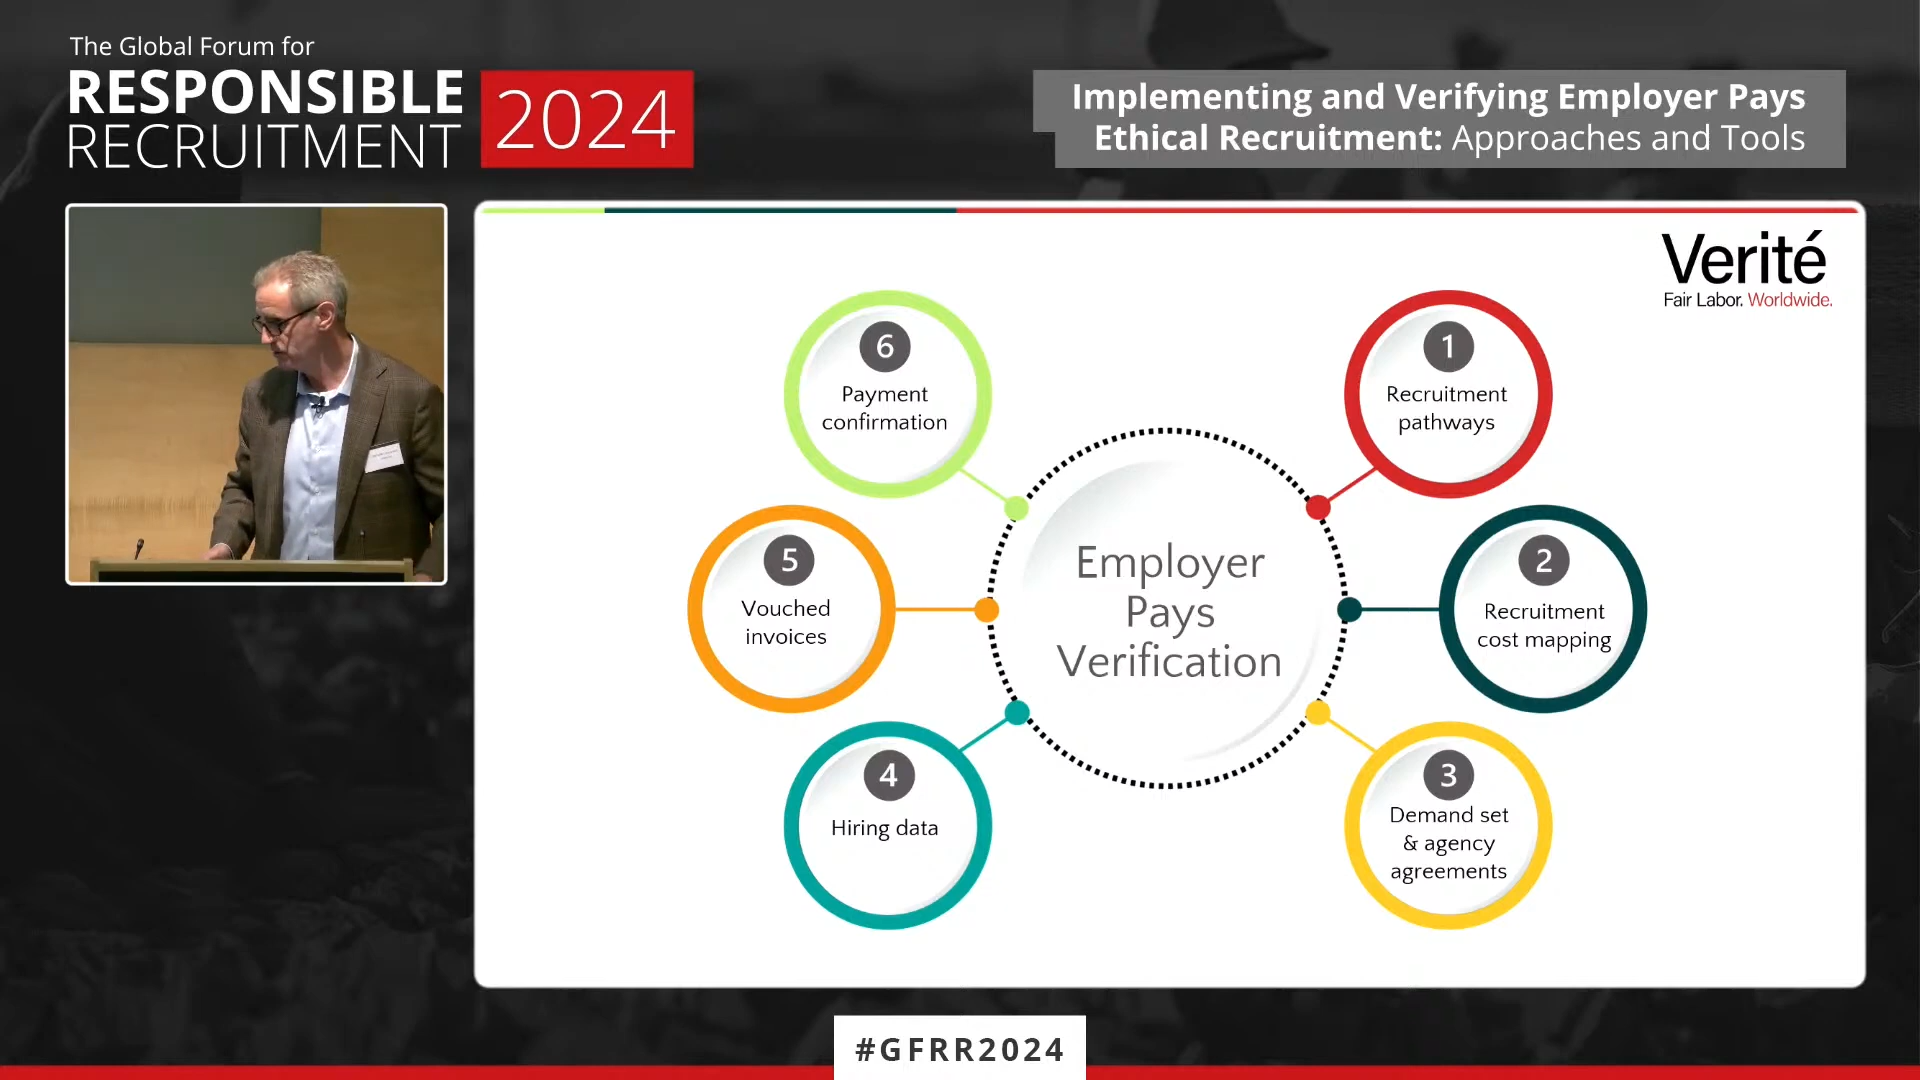 The Global Forum for
RESPONSIBLE
RECRUITMENT
2024
Implementing and Verifying Employer Pays
Ethical Recruitment: Approaches and Tools
Verité
Fair Labor. Worldwide.
1
Recruitment
pathways
2
Recruitment
cost mapping
3
Demand set
& agency
agreements
4
Hiring data
5
Vouched
invoices
6
Payment
confirmation
Employer
Pays
Verification
#GFRR2024